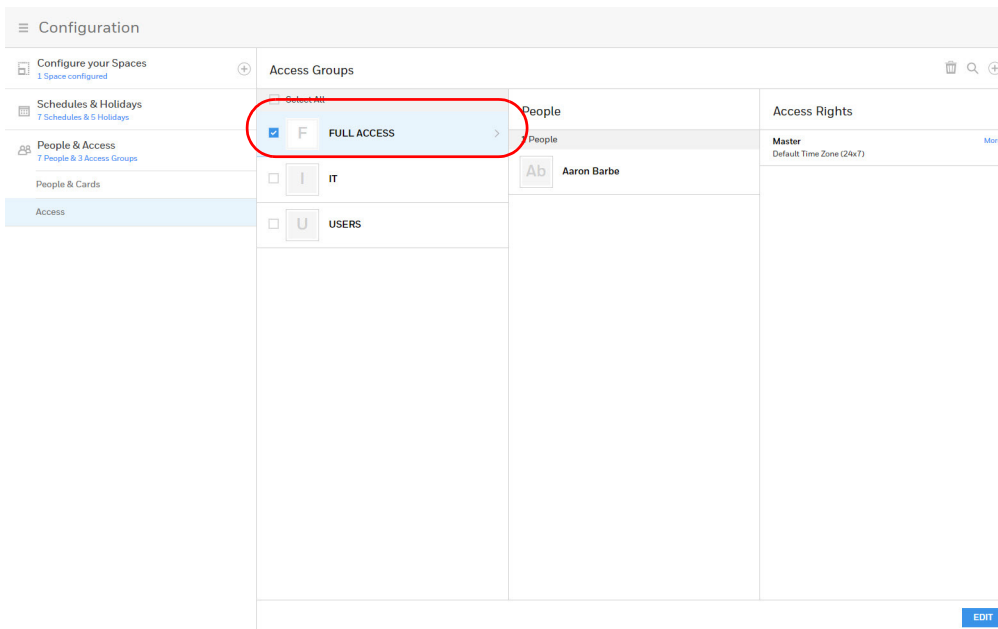 Configuration
Configure your Spaces
1 Space configured
Schedules & Holidays
7 Schedules & 5 Holidays
People & Access
7 People & 3 Access Groups
People & Cards
Access
Access Groups
Select All
F FULL ACCESS
I IT
U USERS
People
People
Ab Aaron Barbe
Access Rights
Master
Default Time Zone (24x7)
EDIT